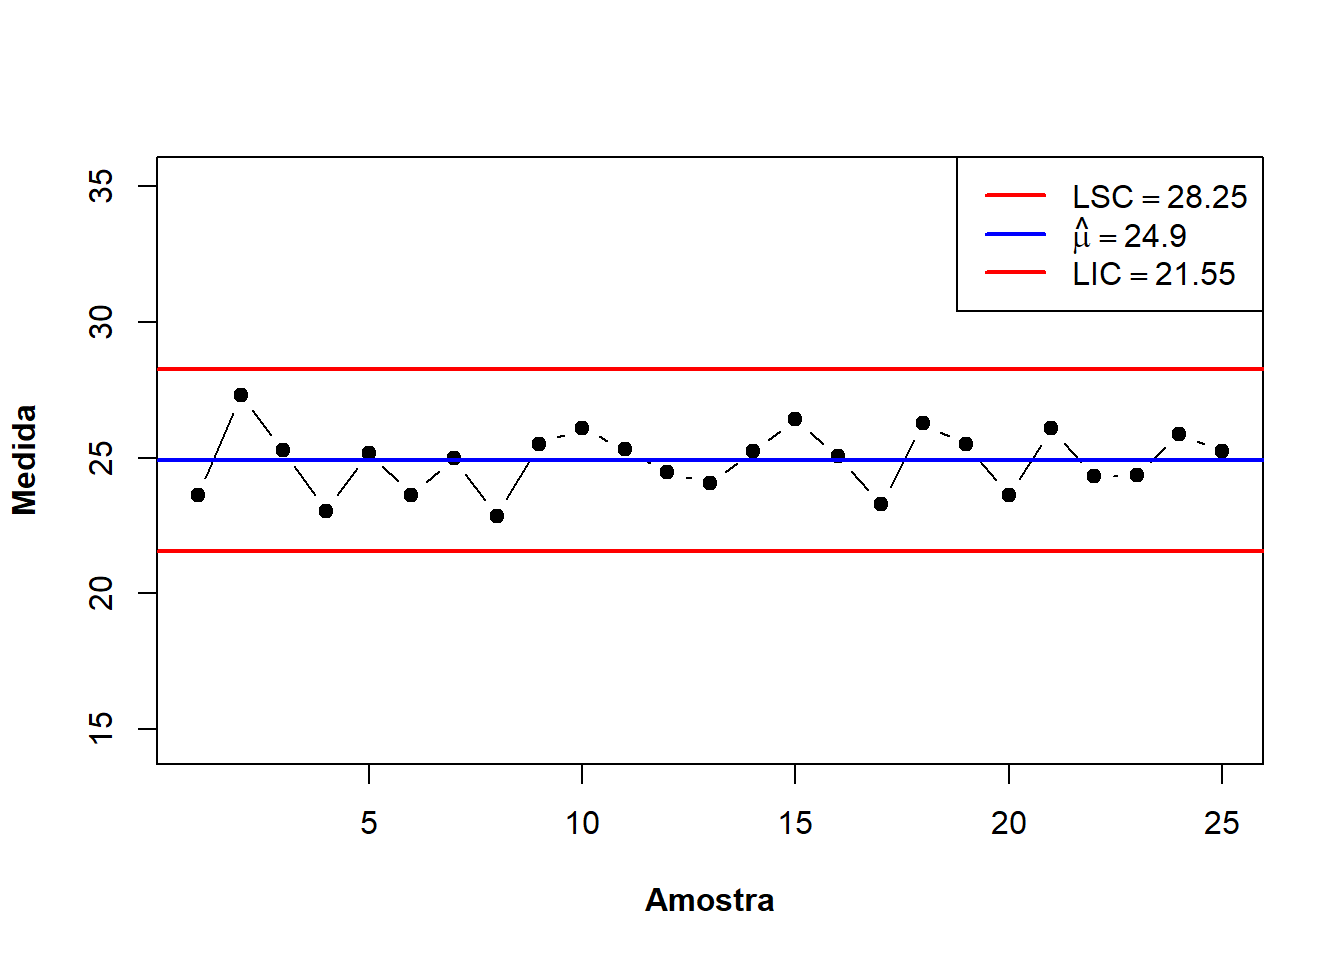 LSC = 28.25
μ̂ = 24.9
LIC = 21.55
35
30
25
20
15
Medida
5 10 15 20 25
Amostra